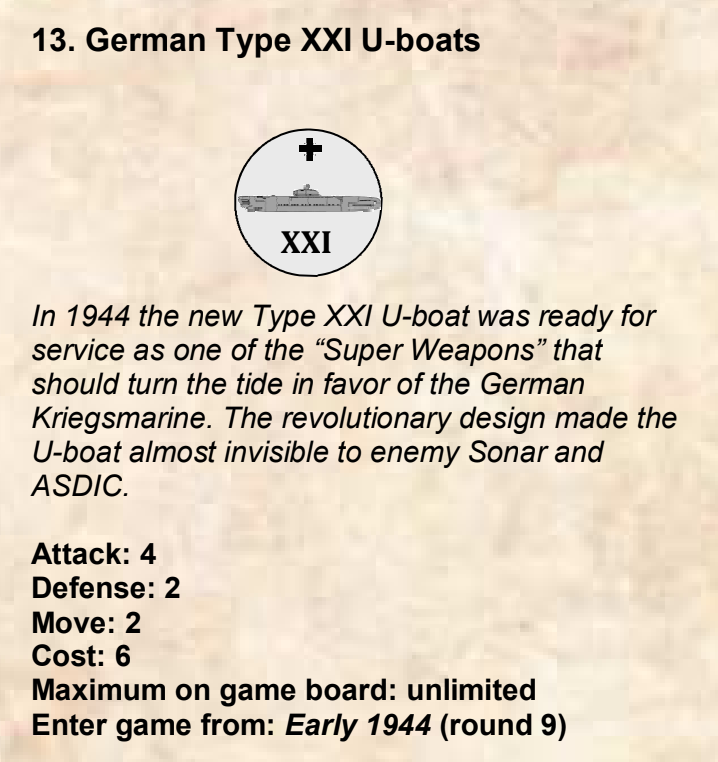 13. German Type XXI U-boats
XXI
In 1944 the new Type XXI U-boat was ready for
service as one of the “Super Weapons” that
should turn the tide in favor of the German
Kriegsmarine. The revolutionary design made the
U-boat almost invisible to enemy Sonar and
ASDIC.
Attack: 4
Defense: 2
Move: 2
Cost: 6
Maximum on game board: unlimited
Enter game from: Early 1944 (round 9)